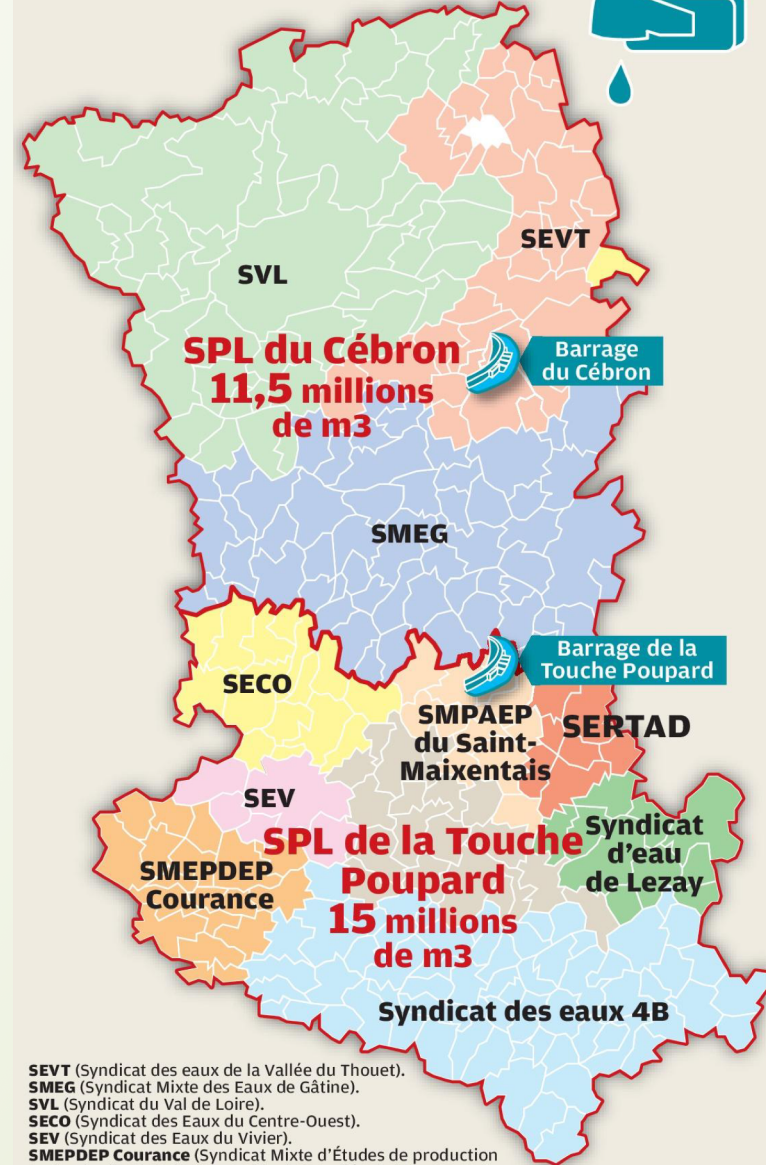 SEVT
SVL
SPL du Cébron
11,5 millions
de m3
Barrage
du Cébron
SMEG
Barrage de la
Touche Poupard
SECO
SMPAEP
du Saint-
Maixentais
SERTAD
SEV
SPL de la Touche
Poupard
15 millions
de m3
Syndicat
d'eau
de Lezay
SMEPDEP
Courance
Syndicat des eaux 4B
SEVT (Syndicat des eaux de la Vallée du Thouet).
SMEG (Syndicat Mixte des Eaux de Gâtine).
SVL (Syndicat du Val de Loire).
SECO (Syndicat des Eaux du Centre-Ouest).
SEV (Syndicat des Eaux du Vivier).
SMEPDEP Courance (Syndicat Mixte d'Études de production